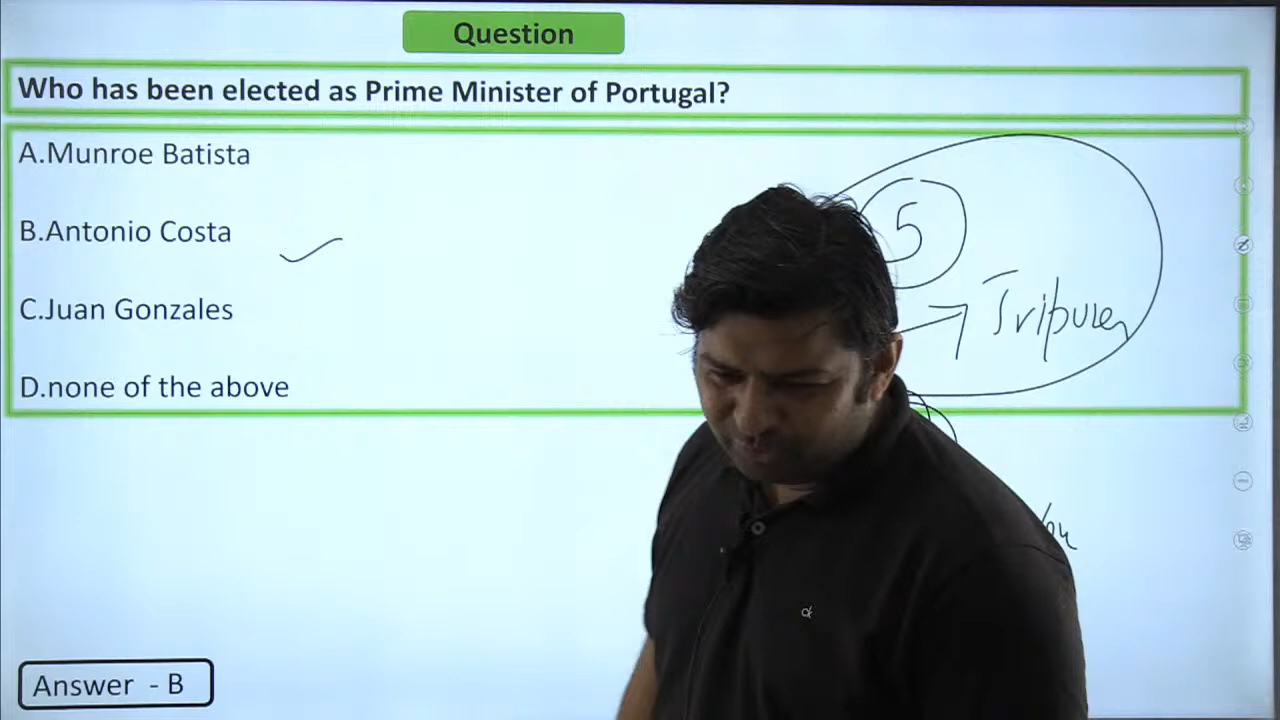 Question
Who has been elected as Prime Minister of Portugal?
A.Munroe Batista
B.Antonio Costa
C.Juan Gonzales
D.none of the above
5
Answer - B